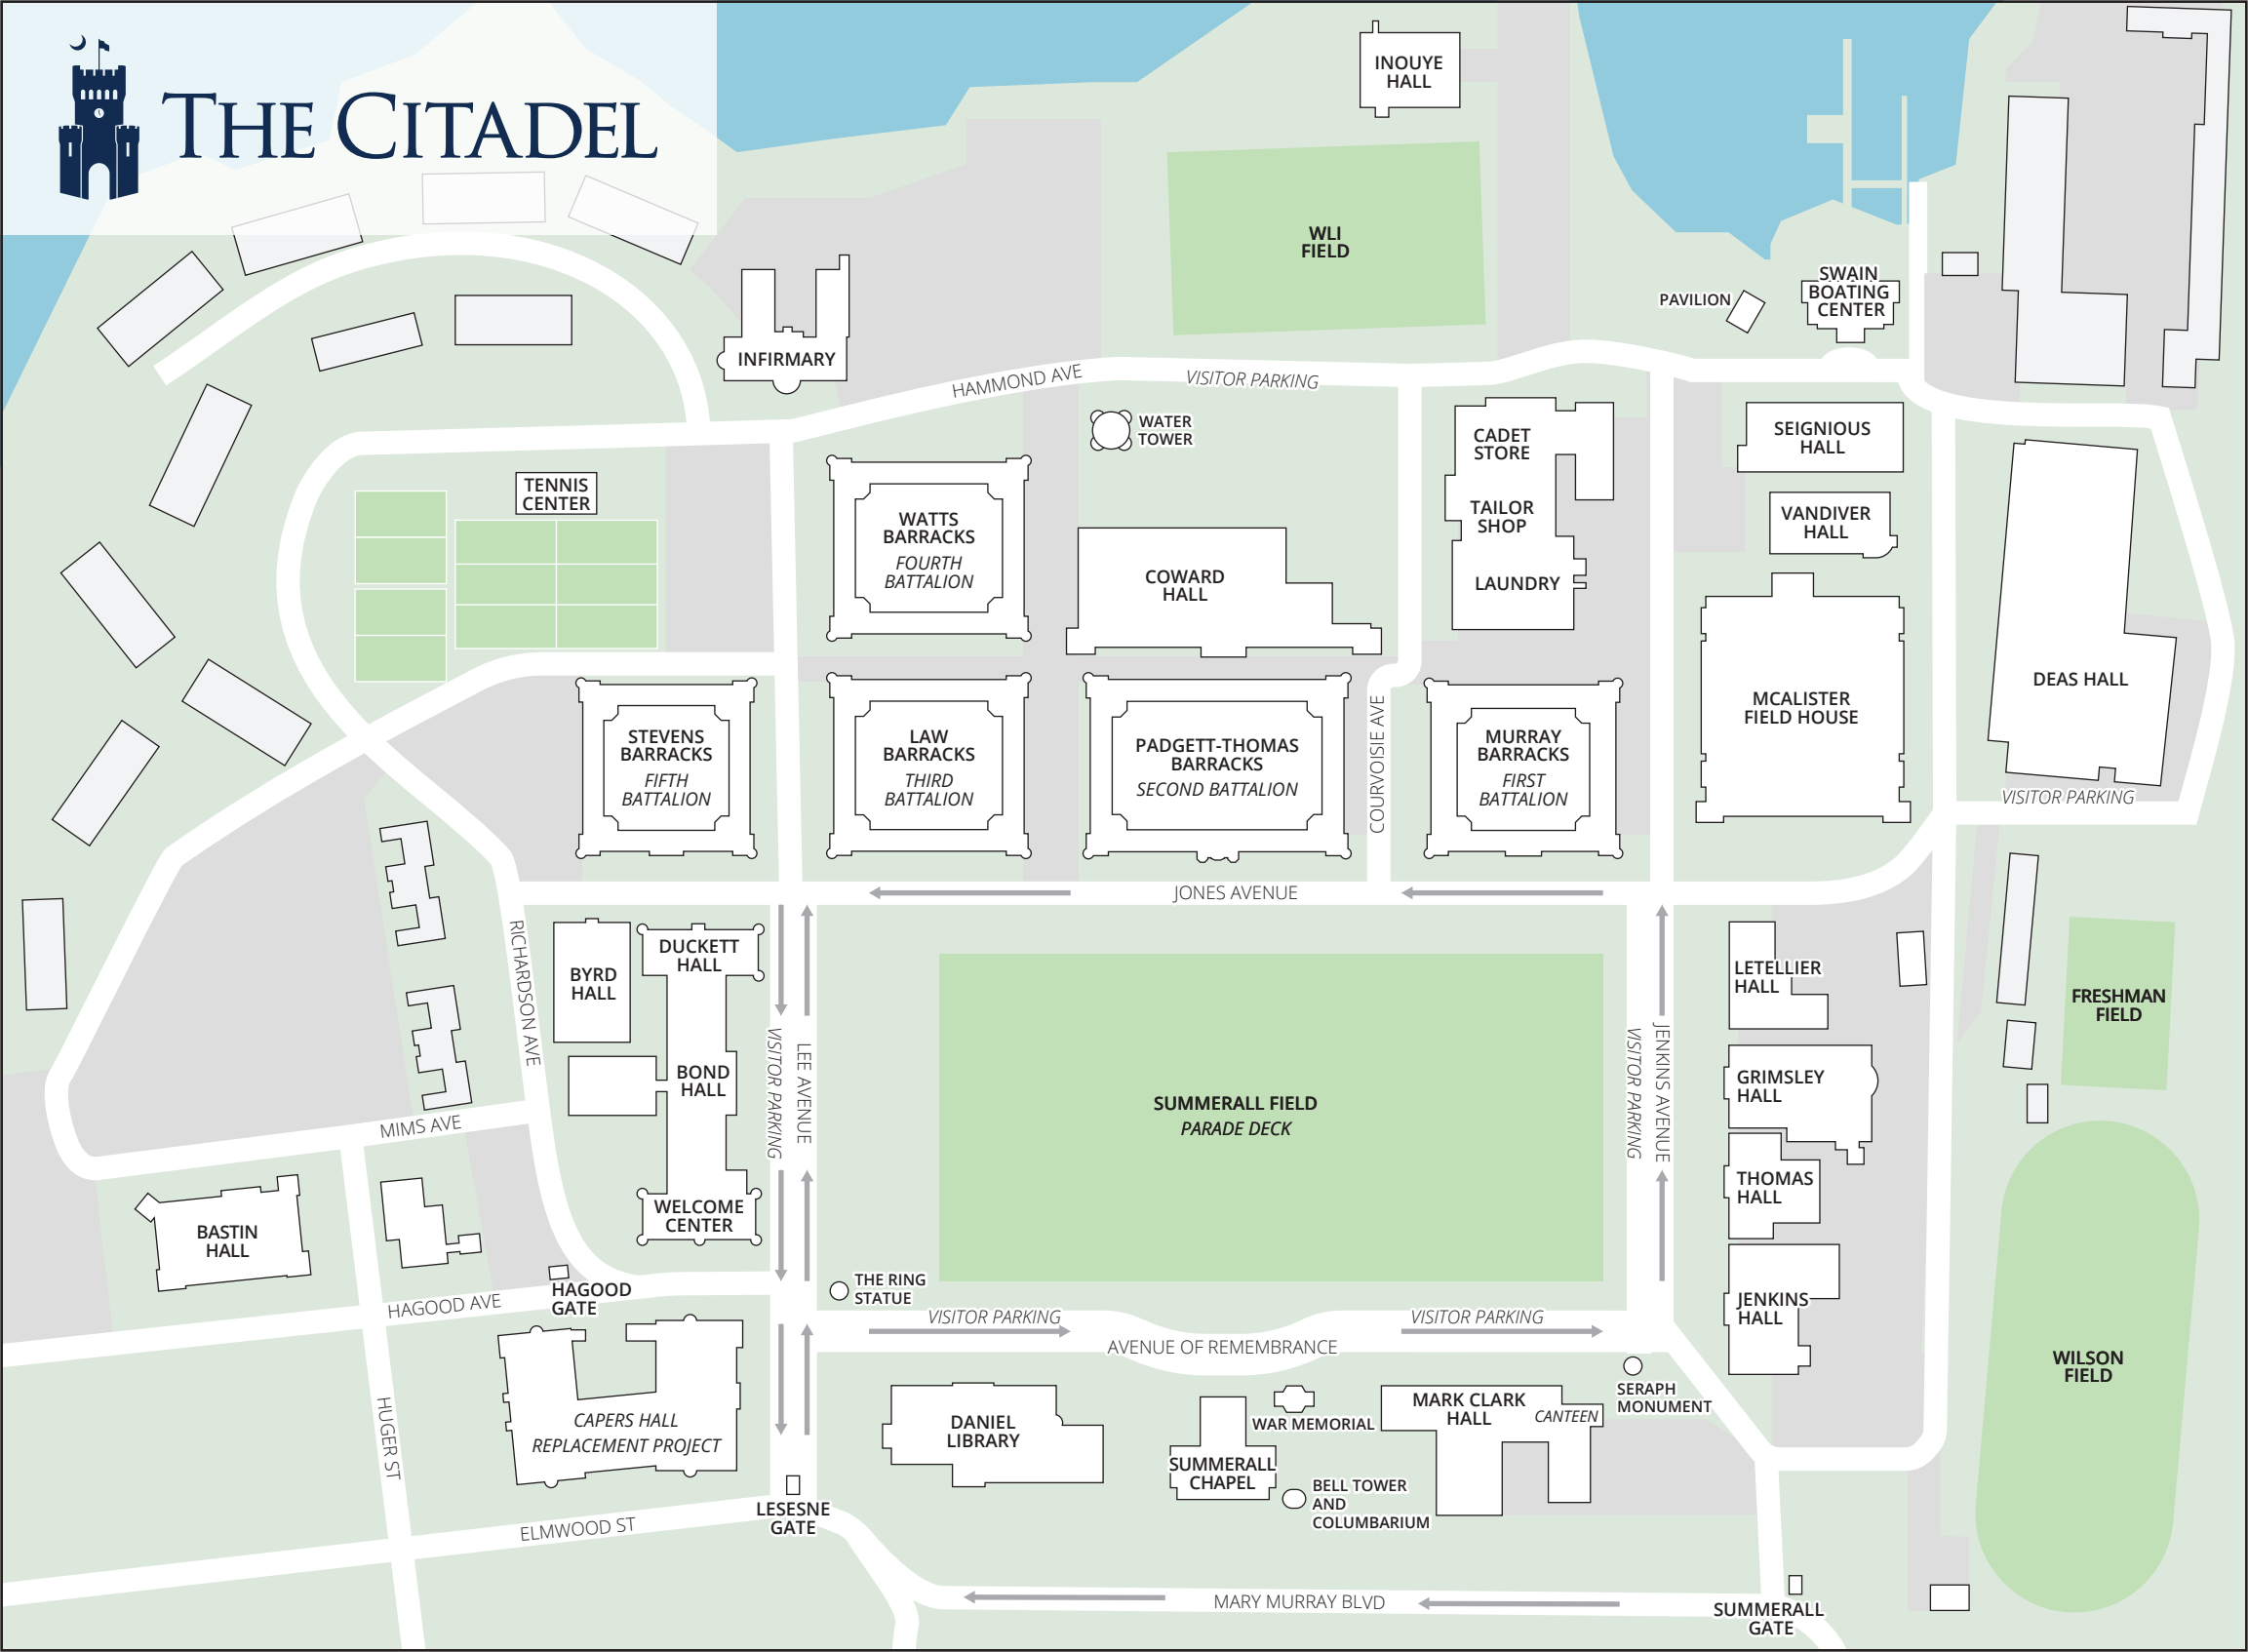 THE CITADEL
INOUYE
HALL
WLI
FIELD
PAVILION
SWAIN
BOATING
CENTER
INFIRMARY
HAMMOND AVE
VISITOR PARKING
WATER
TOWER
CADET
STORE
TAILOR
SHOP
LAUNDRY
SEIGNIOUS
HALL
VANDIVER
HALL
TENNIS
CENTER
WATTS
BARRACKS
FOURTH
BATTALION
COWARD
HALL
MCALISTER
FIELD HOUSE
DEAS HALL
VISITOR PARKING
STEVENS
BARRACKS
FIFTH
BATTALION
LAW
BARRACKS
THIRD
BATTALION
PADGETT-THOMAS
BARRACKS
SECOND BATTALION
COURVOISIE AVE
MURRAY
BARRACKS
FIRST
BATTALION
JONES AVENUE
RICHARDSON AVE
BYRD
HALL
DUCKETT
HALL
BOND
HALL
WELCOME
CENTER
VISITOR PARKING
LEE AVENUE
SUMMERALL FIELD
PARADE DECK
VISITOR PARKING
JENKINS AVENUE
LETELLIER
HALL
GRIMSLEY
HALL
THOMAS
HALL
JENKINS
HALL
FRESHMAN
FIELD
WILSON
FIELD
MIMS AVE
BASTIN
HALL
HAGOOD AVE
HAGOOD
GATE
THE RING
STATUE
VISITOR PARKING
VISITOR PARKING
AVENUE OF REMEMBRANCE
CAPERS HALL
REPLACEMENT PROJECT
HUGER ST
DANIEL
LIBRARY
WAR MEMORIAL
SUMMERALL
CHAPEL
BELL TOWER
AND
COLUMBARIUM
MARK CLARK
HALL
CANTEEN
SERAPH
MONUMENT
LESESNE
GATE
ELMWOOD ST
MARY MURRAY BLVD
SUMMERALL
GATE